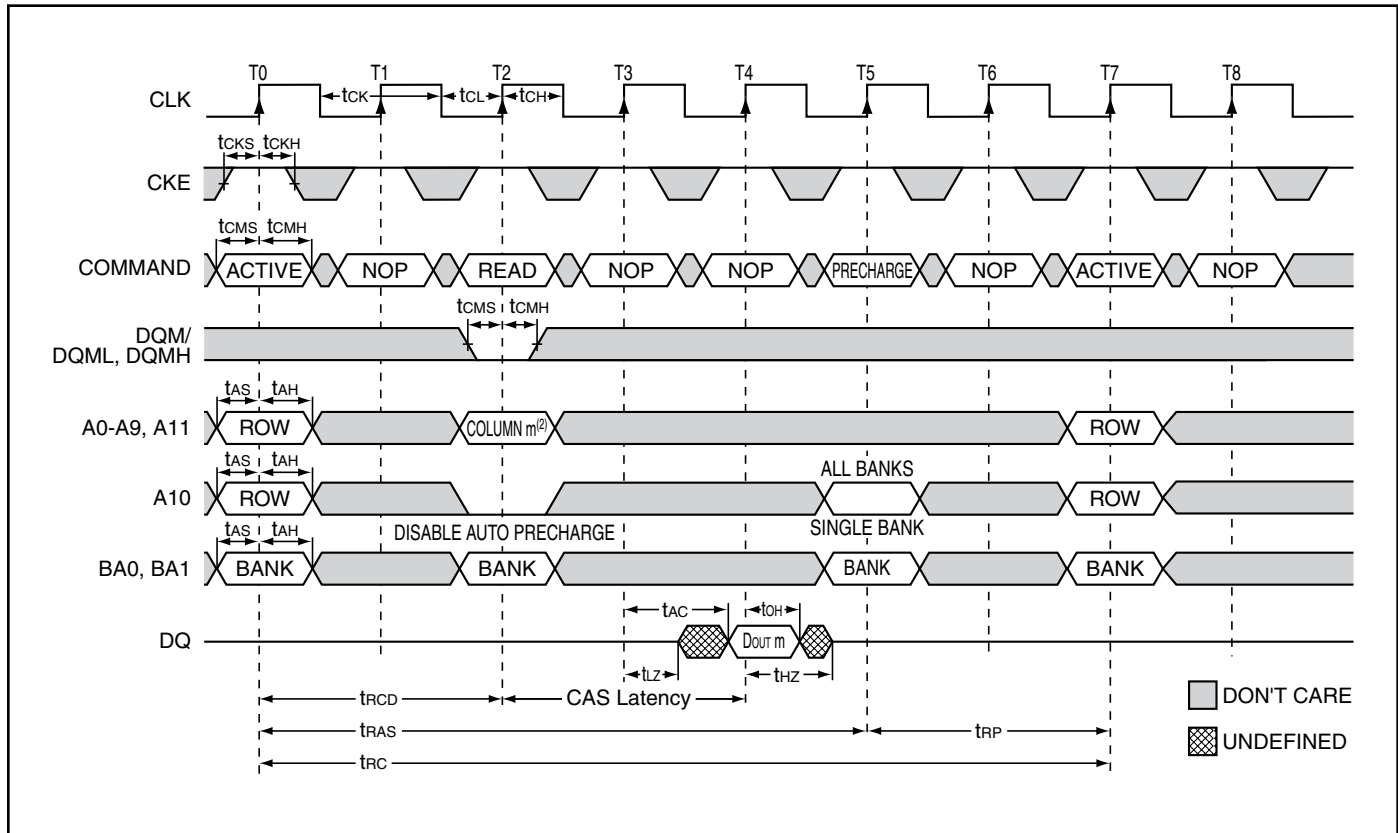 T0 T1 T2 T3 T4 T5 T6 T7 T8
CLK tCK tCL tCH
tCKS tCKH
CKE
tCMS tCMH
COMMAND ACTIVE NOP READ NOP NOP PRECHARGE NOP ACTIVE NOP
tCMS tCMH
DQM/
DQML, DQMH
tAS tAH
A0-A9, A11 ROW COLUMN m(2) ROW
tAS tAH ALL BANKS
A10 ROW ROW
tAS tAH DISABLE AUTO PRECHARGE SINGLE BANK
BA0, BA1 BANK BANK BANK BANK
tAC tOH
DQ DOUT m
tLZ tHZ
tRCD CAS Latency
DON'T CARE
tRAS tRP
UNDEFINED
tRC